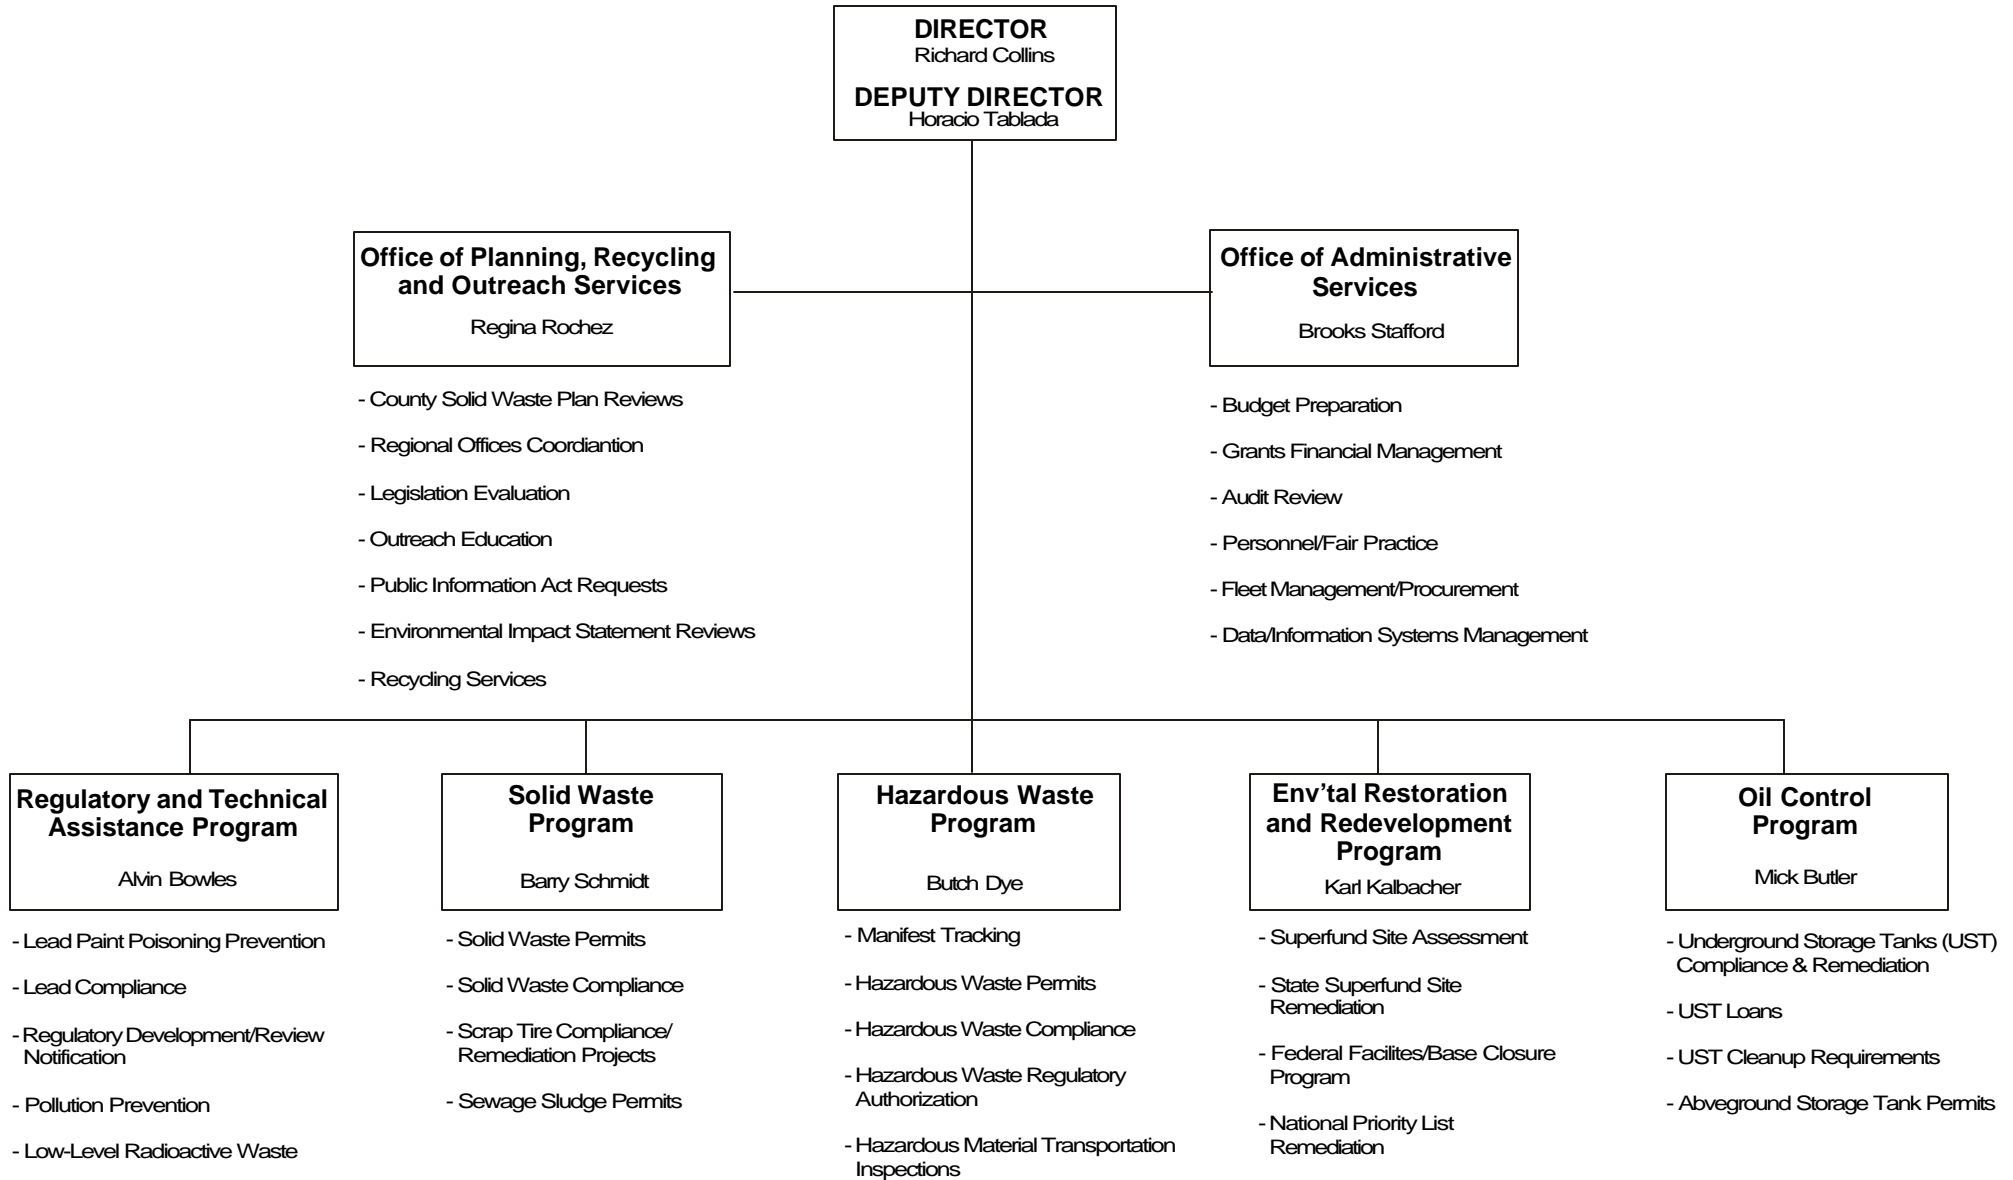 DIRECTOR
Richard Collins
DEPUTY DIRECTOR
Horacio Tablada
Office of Planning, Recycling
and Outreach Services
Regina Rochez
- County Solid Waste Plan Reviews
- Regional Offices Coordiantion
- Legislation Evaluation
- Outreach Education
- Public Information Act Requests
- Environmental Impact Statement Reviews
- Recycling Services
Office of Administrative
Services
Brooks Stafford
- Budget Preparation
- Grants Financial Management
- Audit Review
- Personnel/Fair Practice
- Fleet Management/Procurement
- Data/Information Systems Management
Regulatory and Technical
Assistance Program
Alvin Bowles
- Lead Paint Poisoning Prevention
- Lead Compliance
- Regulatory Development/Review
Notification
- Pollution Prevention
- Low-Level Radioactive Waste
Solid Waste
Program
Barry Schmidt
- Solid Waste Permits
- Solid Waste Compliance
- Scrap Tire Compliance/
Remediation Projects
- Sewage Sludge Permits
Hazardous Waste
Program
Butch Dye
- Manifest Tracking
- Hazardous Waste Permits
- Hazardous Waste Compliance
- Hazardous Waste Regulatory
Authorization
- Hazardous Material Transportation
Inspections
Env’tal Restoration
and Redevelopment
Program
Karl Kalbacher
- Superfund Site Assessment
- State Superfund Site
Remediation
- Federal Facilites/Base Closure
Program
- National Priority List
Remediation
Oil Control
Program
Mick Butler
- Underground Storage Tanks (UST)
Compliance & Remediation
- UST Loans
- UST Cleanup Requirements
- Abveground Storage Tank Permits